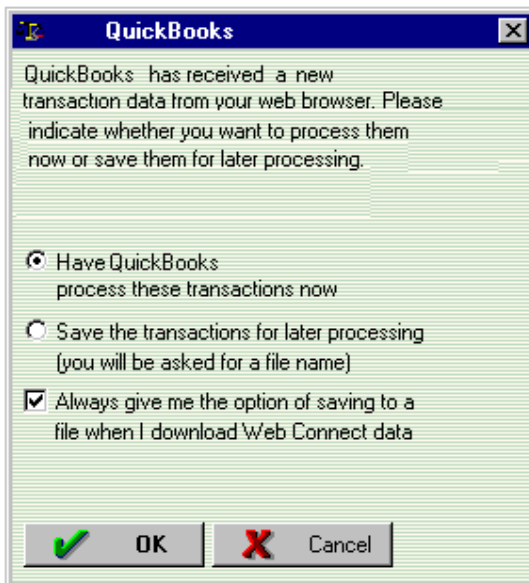 QuickBooks
QuickBooks has received a new
transaction data from your web browser. Please
indicate whether you want to process them
now or save them for later processing.
Have QuickBooks
process these transactions now
Save the transactions for later processing
(you will be asked for a file name)
Always give me the option of saving to a
file when I download Web Connect data
OK
Cancel